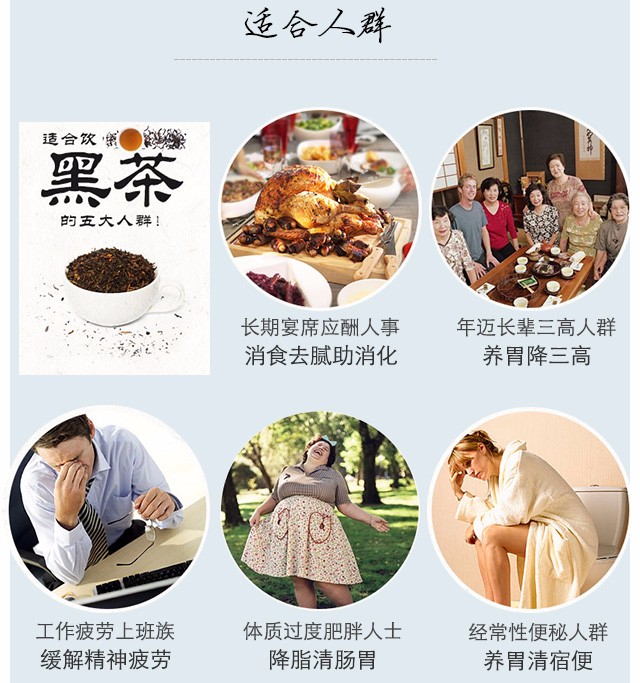 适合人群
适合饮
黑茶
的五大人群！
长期宴席应酬人事
消食去腻助消化
年迈长辈三高人群
养胃降三高
工作疲劳上班族
缓解精神疲劳
体质过度肥胖人士
降脂清肠胃
经常性便秘人群
养胃清宿便